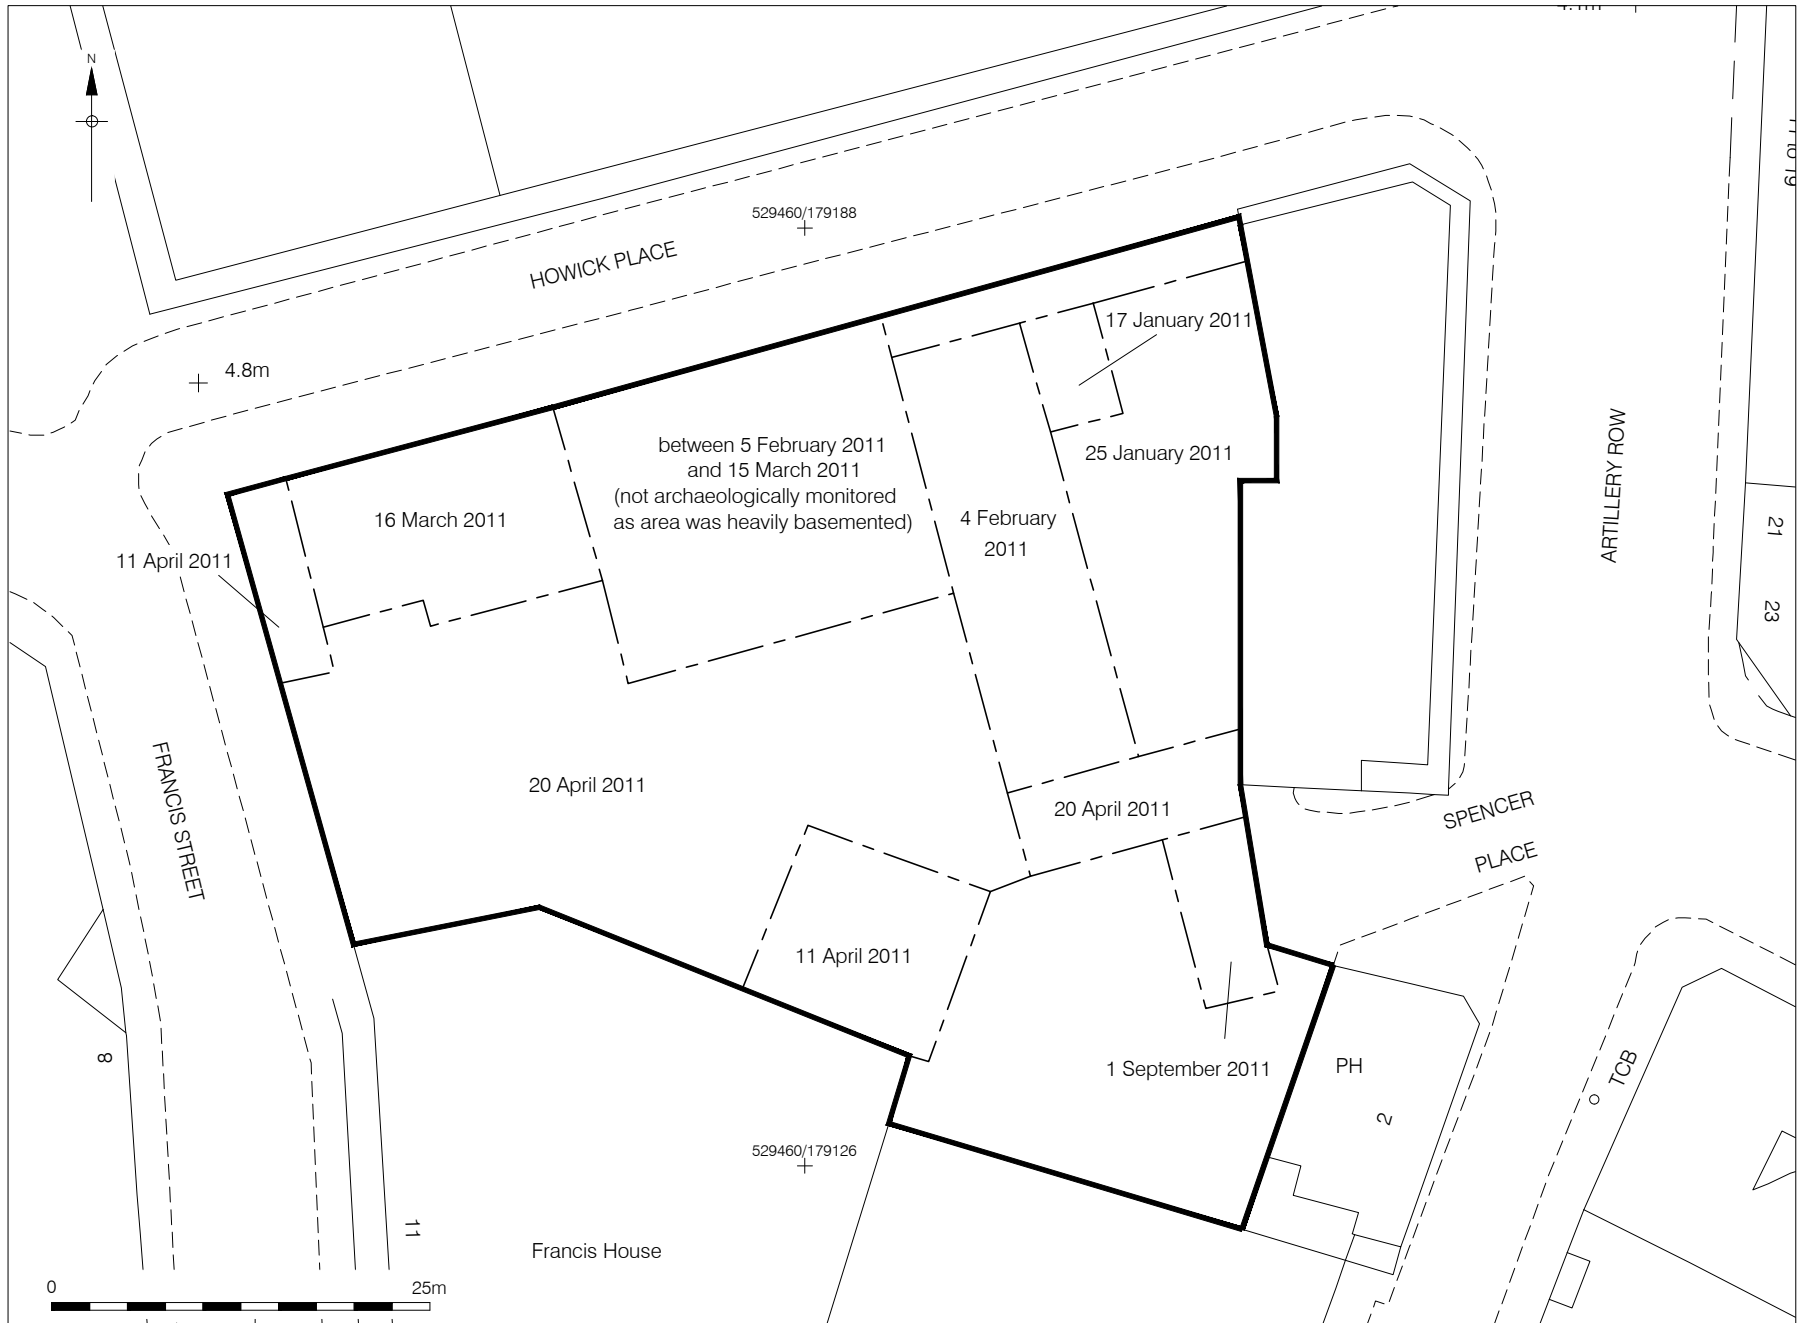 N
529460/179188
HOWICK PLACE
17 January 2011
4.8m
between 5 February 2011
and 15 March 2011
(not archaeologically monitored
as area was heavily basemented)
25 January 2011
16 March 2011
4 February
2011
11 April 2011
ARTILLERY ROW
21
23
20 April 2011
20 April 2011
FRANCIS STREET
SPENCER
PLACE
11 April 2011
8
1 September 2011
PH
2
TCB
529460/179126
11
Francis House
0
25m